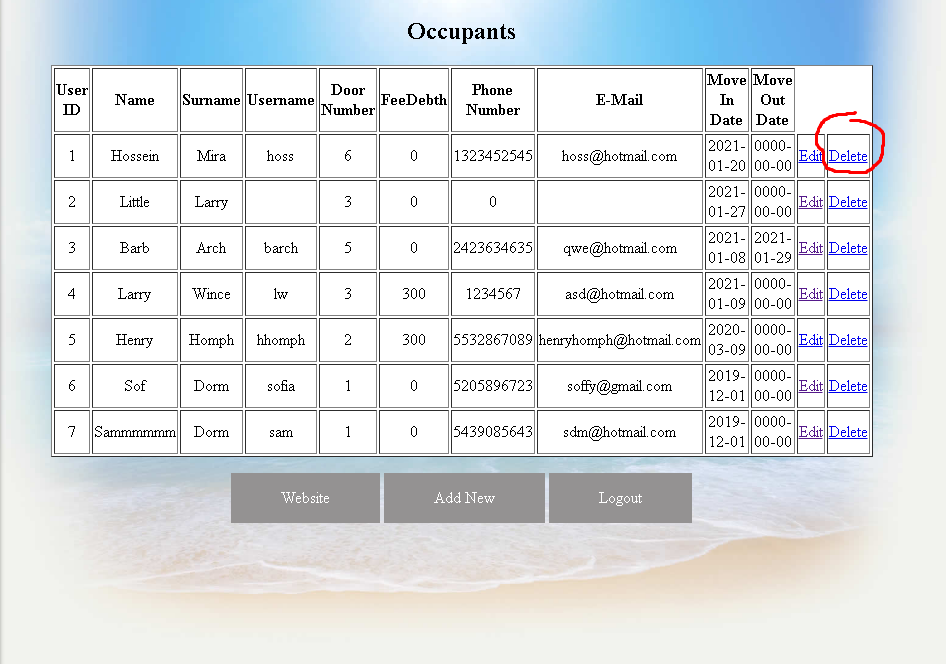 Occupants
User ID Name Surname Username Door Number FeeDebth Phone Number E-Mail Move In Date Move Out Date
1 Hossein Mira hoss 6 0 1323452545 hoss@hotmail.com 2021-01-20 0000-00-00 Edit Delete
2 Little Larry 3 0 0 2021-01-27 0000-00-00 Edit Delete
3 Barb Arch barch 5 0 2423634635 qwe@hotmail.com 2021-01-08 2021-01-29 Edit Delete
4 Larry Wince lw 3 300 1234567 asd@hotmail.com 2021-01-09 0000-00-00 Edit Delete
5 Henry Homph hhomph 2 300 5532867089 henryhomph@hotmail.com 2020-03-09 0000-00-00 Edit Delete
6 Sof Dorm sofia 1 0 5205896723 soffy@gmail.com 2019-12-01 0000-00-00 Edit Delete
7 Sammmmmm Dorm sam 1 0 5439085643 sdm@hotmail.com 2019-12-01 0000-00-00 Edit Delete
Website Add New Logout